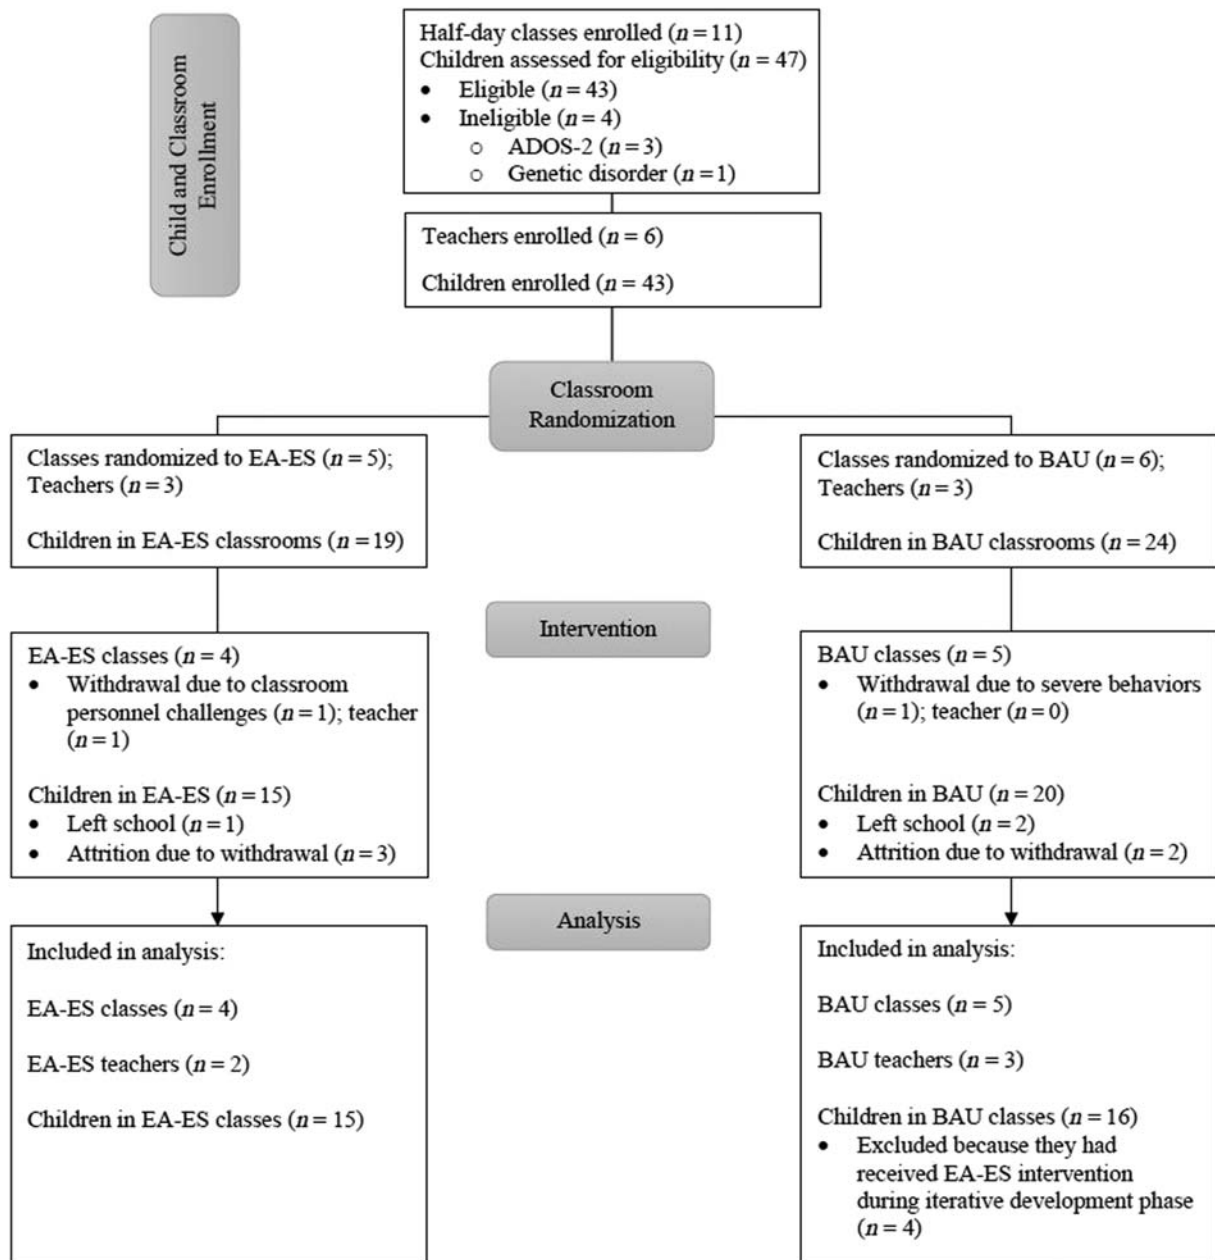 Child and Classroom
Enrollment
Half-day classes enrolled (n = 11)
Children assessed for eligibility (n = 47)
• Eligible (n = 43)
• Ineligible (n = 4)
o ADOS-2 (n = 3)
o Genetic disorder (n = 1)
Teachers enrolled (n = 6)
Children enrolled (n = 43)
Classroom
Randomization
Classes randomized to EA-ES (n = 5);
Teachers (n = 3)
Children in EA-ES classrooms (n = 19)
Classes randomized to BAU (n = 6);
Teachers (n = 3)
Children in BAU classrooms (n = 24)
Intervention
EA-ES classes (n = 4)
• Withdrawal due to classroom
personnel challenges (n = 1); teacher
(n = 1)
Children in EA-ES (n = 15)
• Left school (n = 1)
• Attrition due to withdrawal (n = 3)
BAU classes (n = 5)
• Withdrawal due to severe behaviors
(n = 1); teacher (n = 0)
Children in BAU (n = 20)
• Left school (n = 2)
• Attrition due to withdrawal (n = 2)
Analysis
Included in analysis:
EA-ES classes (n = 4)
EA-ES teachers (n = 2)
Children in EA-ES classes (n = 15)
Included in analysis:
BAU classes (n = 5)
BAU teachers (n = 3)
Children in BAU classes (n = 16)
• Excluded because they had
received EA-ES intervention
during iterative development phase
(n = 4)